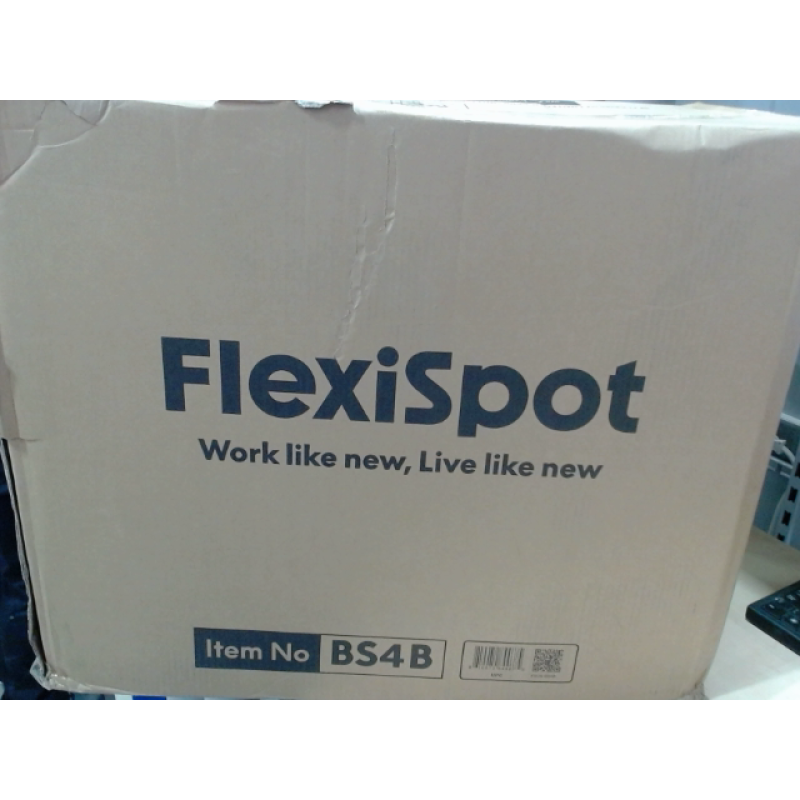 FlexiSpot
Work like new, Live like new
Item No BS4B